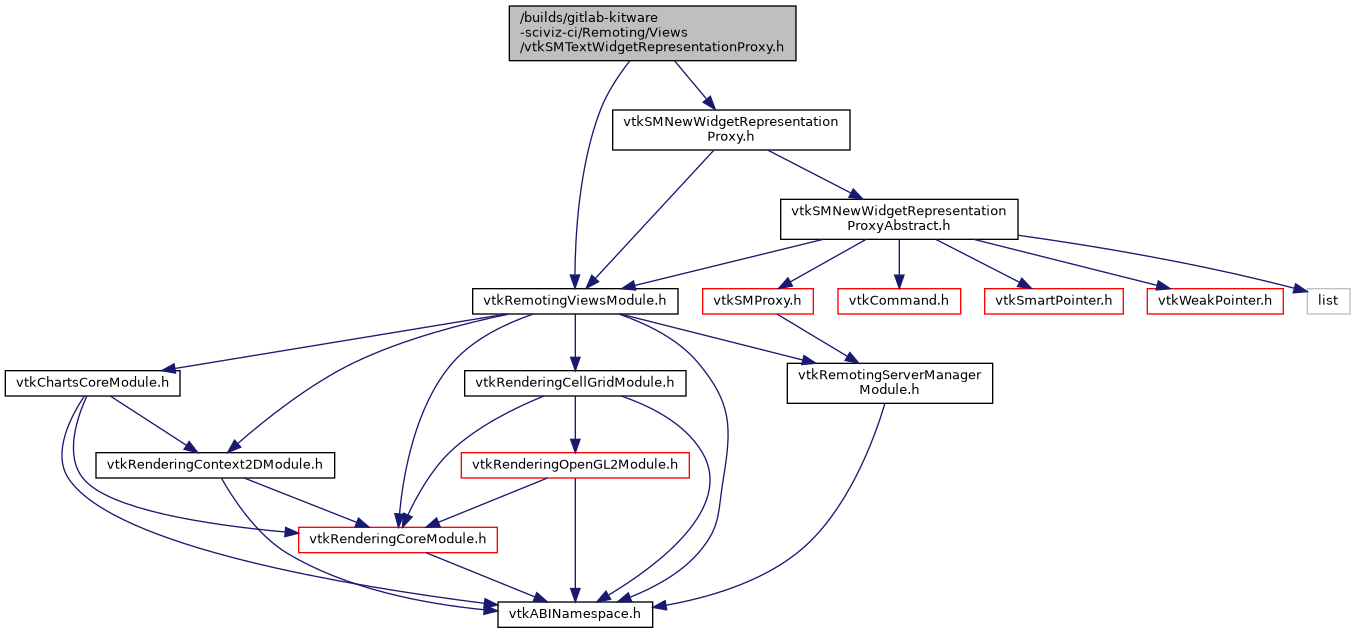 /builds/gitlab-kitware
-sciviz-ci/Remoting/Views
/vtkSMTextWidgetRepresentationProxy.h
vtkSMNewWidgetRepresentation
Proxy.h
vtkSMNewWidgetRepresentation
ProxyAbstract.h
vtkRemotingViewsModule.h
vtkSMProxy.h
vtkCommand.h
vtkSmartPointer.h
vtkWeakPointer.h
list
vtkChartsCoreModule.h
vtkRenderingCellGridModule.h
vtkRemotingServerManager
Module.h
vtkRenderingContext2DModule.h
vtkRenderingOpenGL2Module.h
vtkRenderingCoreModule.h
vtkABINamespace.h